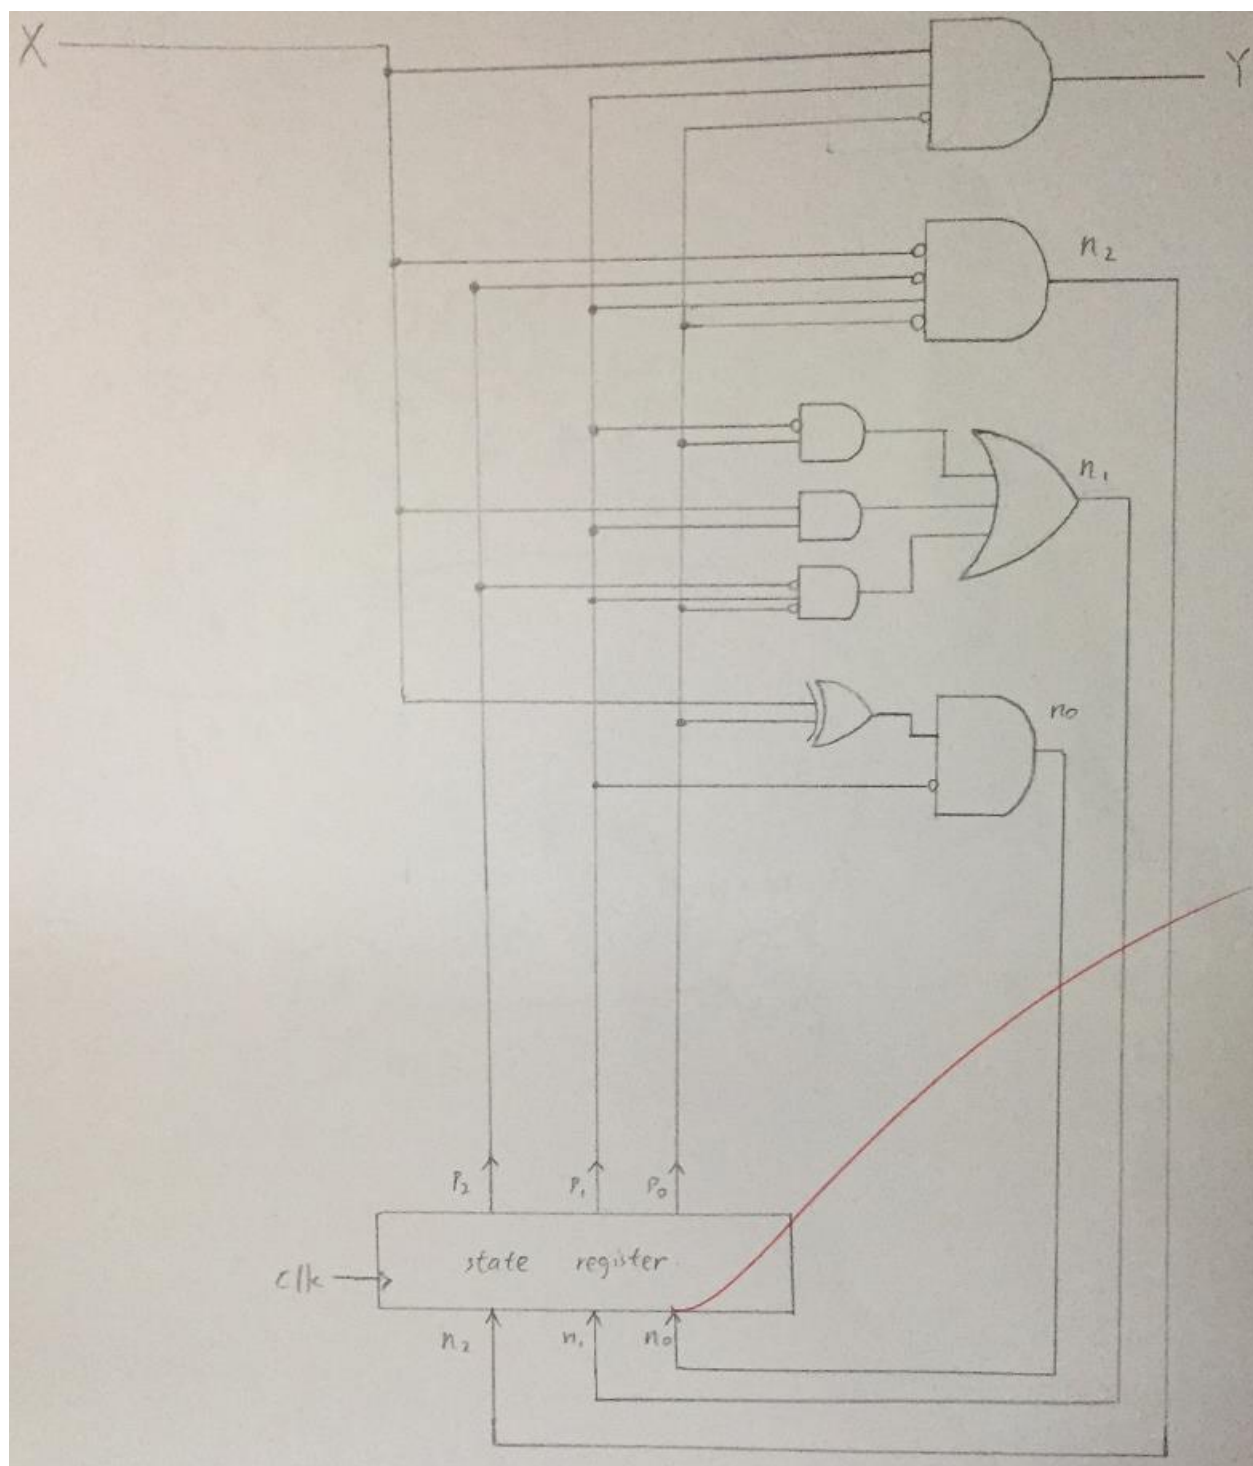 X Y
n₂
n₁
n₀
P₂ P₁ P₀
state register
clk
n₂ n₁ n₀